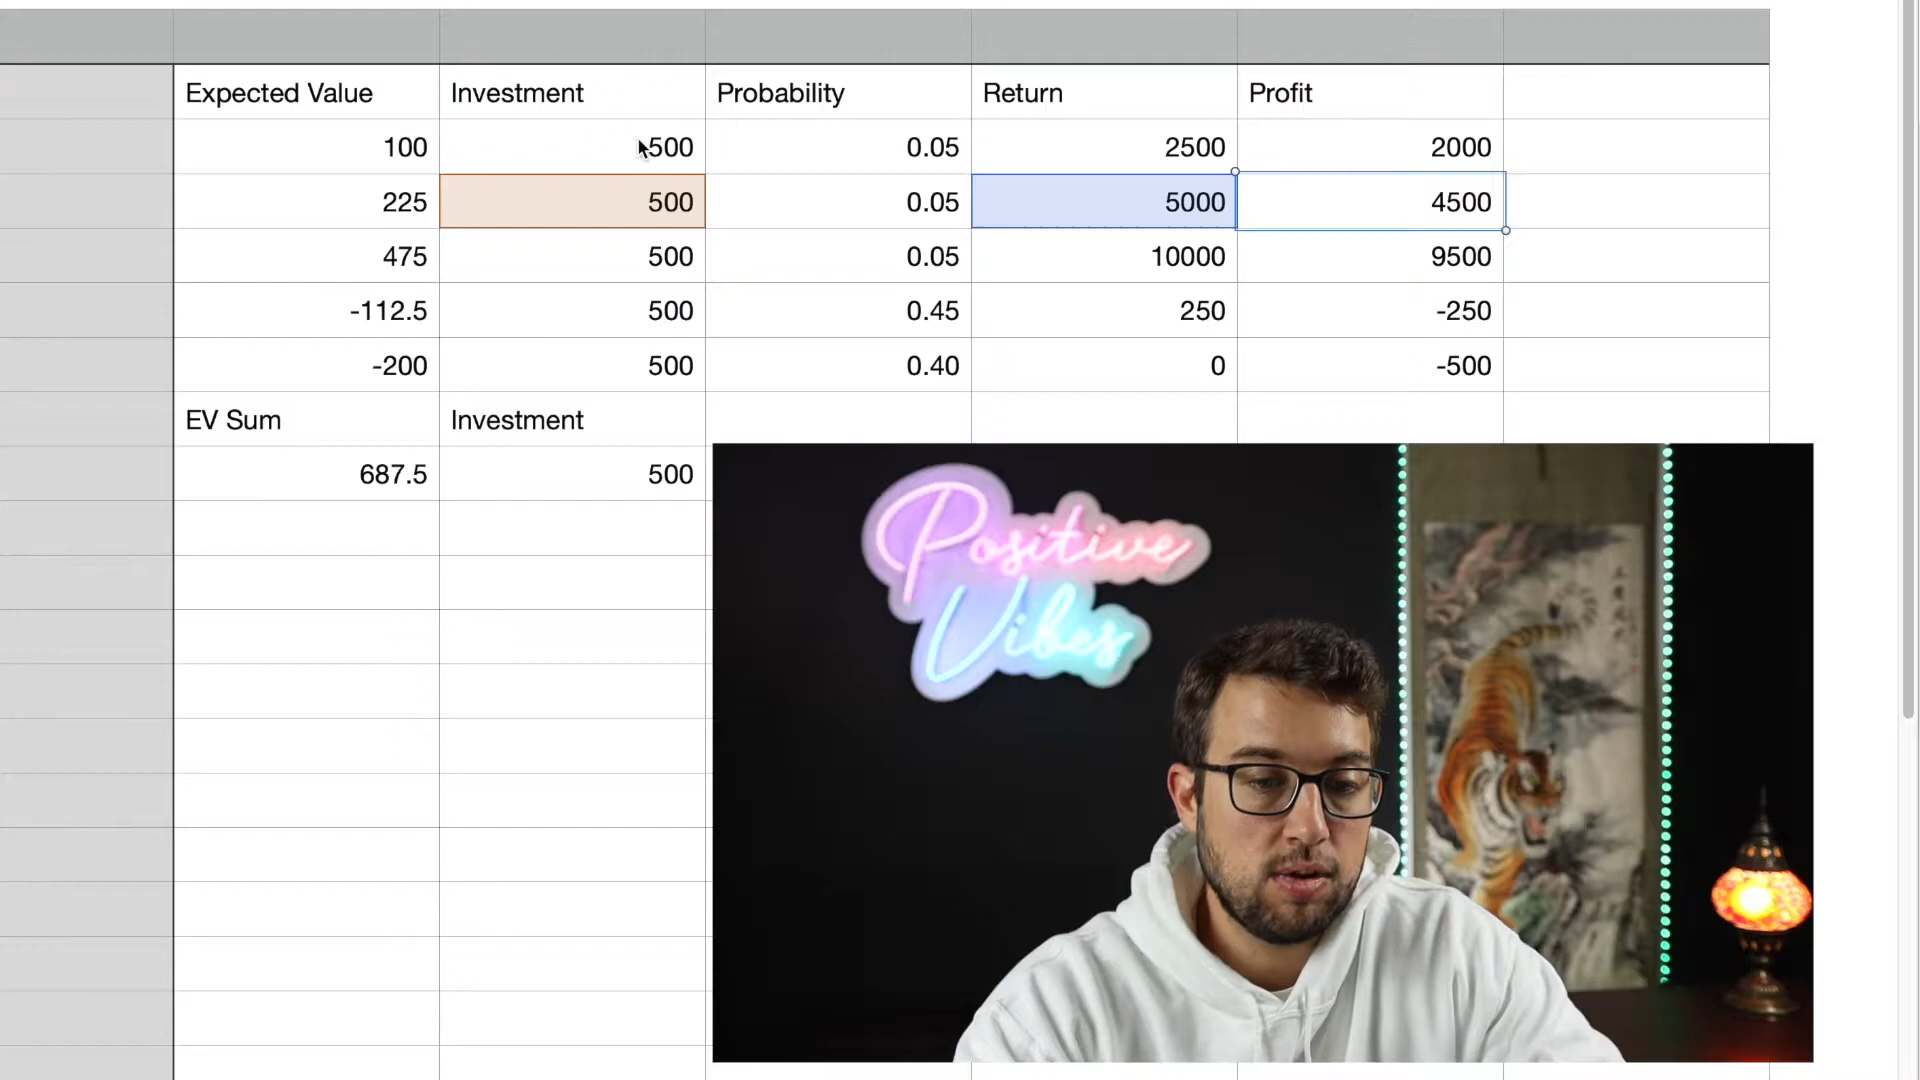 Expected Value Investment Probability Return Profit
100 500 0.05 2500 2000
225 500 0.05 5000 4500
475 500 0.05 10000 9500
-112.5 500 0.45 250 -250
-200 500 0.40 0 -500
EV Sum Investment
687.5 500
Positive
Vibes